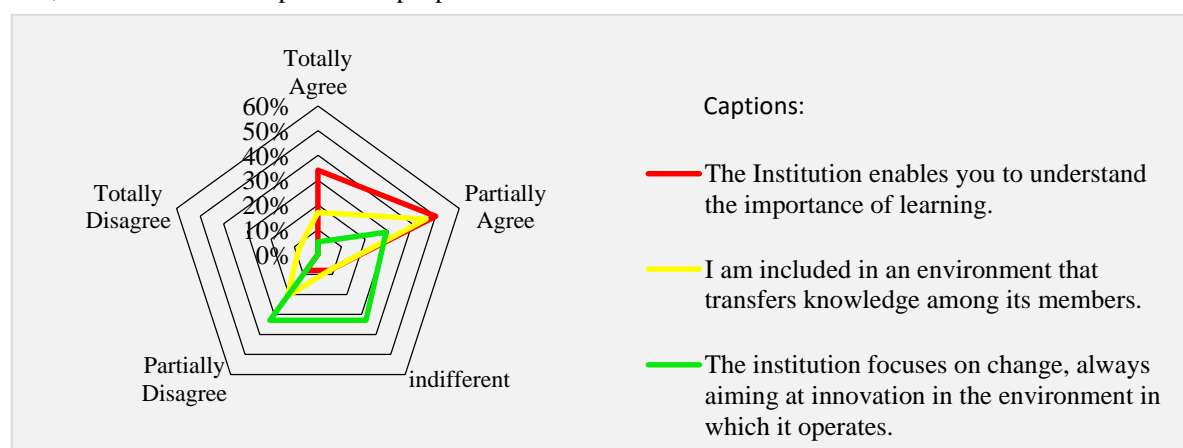 Totally
Agree
60%
50%
40%
30%
20%
10%
0%
Totally
Disagree
Partially
Agree
Partially
Disagree
indifferent
Captions:
The Institution enables you to understand
the importance of learning.
I am included in an environment that
transfers knowledge among its members.
The institution focuses on change, always
aiming at innovation in the environment in
which it operates.